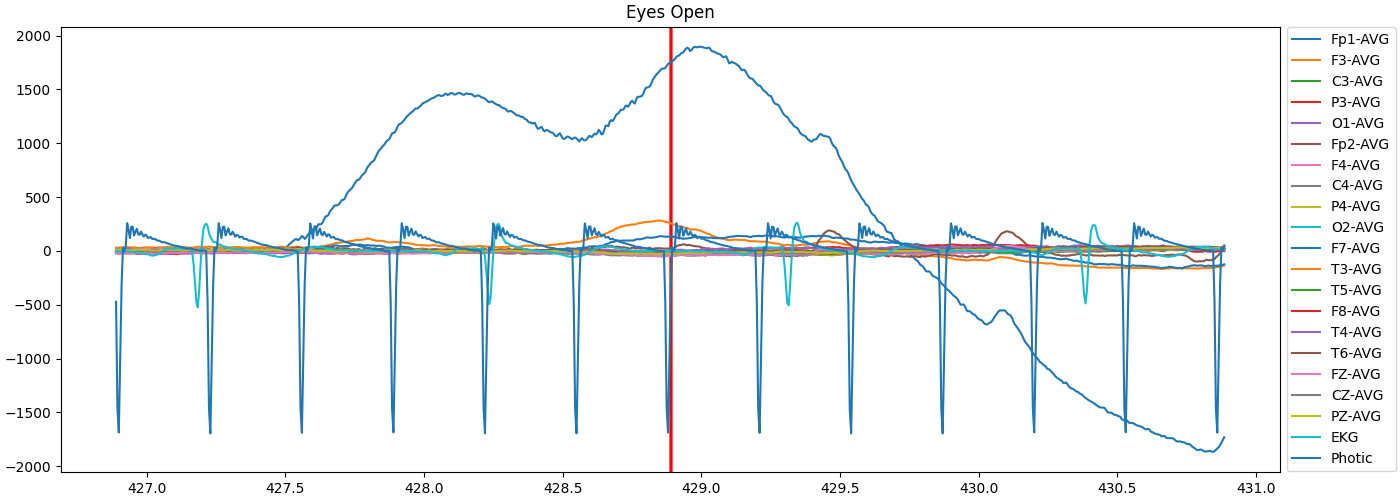 Eyes Open
2000
1500
1000
500
0
−500
−1000
−1500
−2000
427.0 427.5 428.0 428.5 429.0 429.5 430.0 430.5 431.0
Fp1-AVG
F3-AVG
C3-AVG
P3-AVG
O1-AVG
Fp2-AVG
F4-AVG
C4-AVG
P4-AVG
O2-AVG
F7-AVG
T3-AVG
T5-AVG
F8-AVG
T4-AVG
T6-AVG
FZ-AVG
CZ-AVG
PZ-AVG
EKG
Photic